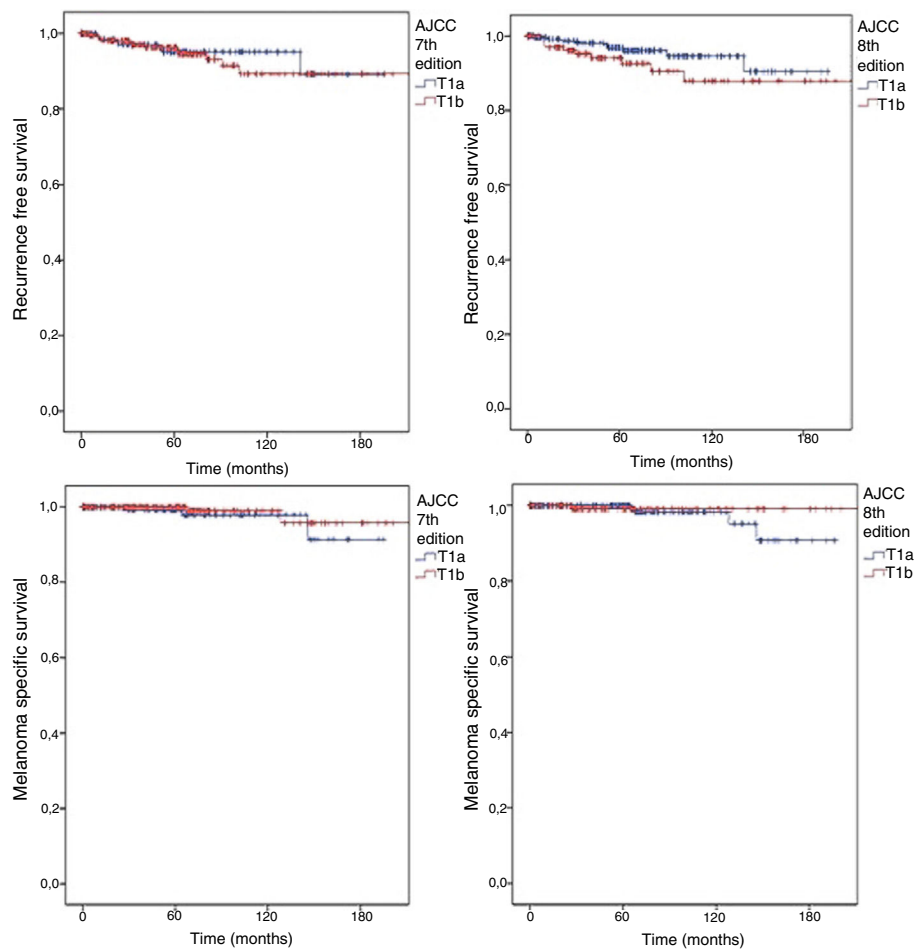 AJCC
7th
edition
T1a
T1b
1,0
0,8
0,6
0,4
0,2
0,0
Recurrence free survival
0 60 120 180
Time (months)
AJCC
8th
edition
T1a
T1b
1,0
0,8
0,6
0,4
0,2
0,0
Recurrence free survival
0 60 120 180
Time (months)
AJCC
7th
edition
T1a
T1b
1,0
0,8
0,6
0,4
0,2
0,0
Melanoma specific survival
0 60 120 180
Time (months)
AJCC
8th
edition
T1a
T1b
1,0
0,8
0,6
0,4
0,2
0,0
Melanoma specific survival
0 60 120 180
Time (months)